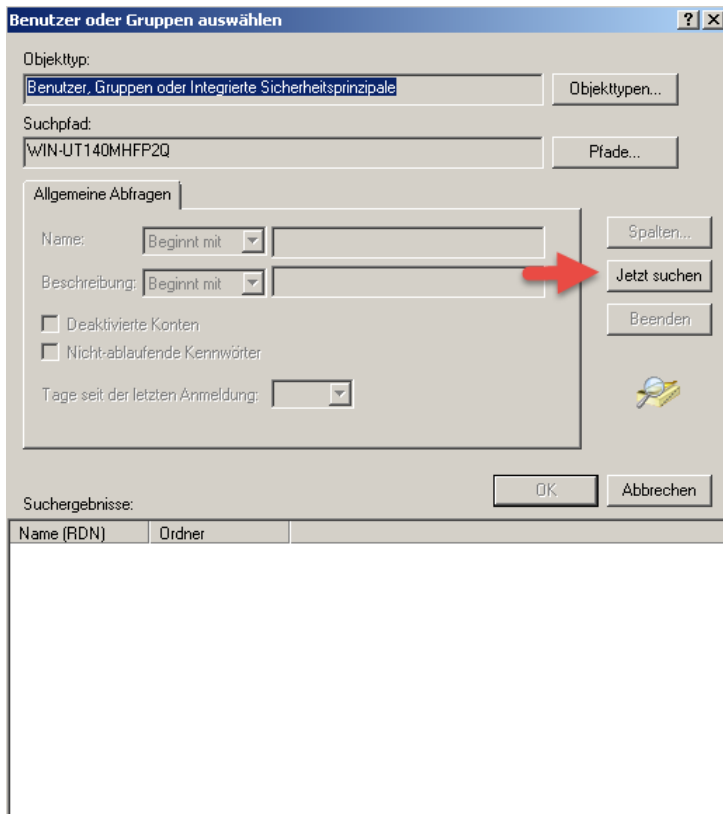 Benutzer oder Gruppen auswählen
Objekttyp:
Benutzer, Gruppen oder Integrierte Sicherheitsprinzipale
Objekttypen...
Suchpfad:
WIN-UT140MHFP2Q
Pfade...
Allgemeine Abfragen
Name: Beginnt mit
Spalten...
Beschreibung: Beginnt mit
Jetzt suchen
Deaktivierte Konten
Beenden
Nicht-ablaufende Kennwörter
Tage seit der letzten Anmeldung:
OK Abbrechen
Suchergebnisse:
Name (RDN) Ordner